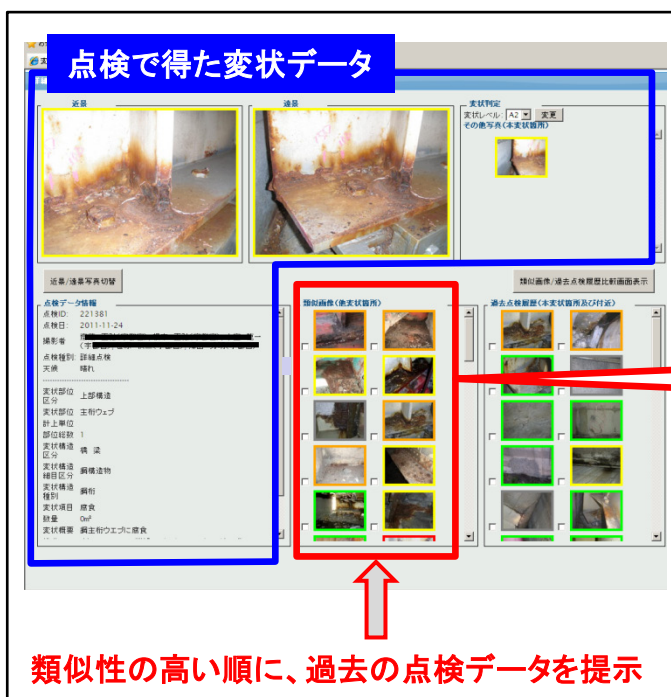 点検で得た変状データ
近景
遠景
変状判定
変状レベル: A2 変更
その他写真(本変状箇所)
近景/遠景写真切替
類似画像/過去点検履歴比較画面表示
点検データ情報
類似画像(他変状箇所)
過去点検履歴(本変状箇所及び付近)
点検ID: 221381
点検日: 2011-11-24
撮影者
点検種別 詳細点検
天候 晴れ
変状部位区分 上部構造
変状部位 主桁ウェブ
計上単位
部位総数 1
変状構造区分 橋 梁
変状構造細目区分 鋼構造物
変状構造種別 鋼桁
変状項目 腐食
数量 0㎡
変状概要 鋼主桁ウエブに腐食
類似性の高い順に、過去の点検データを提示